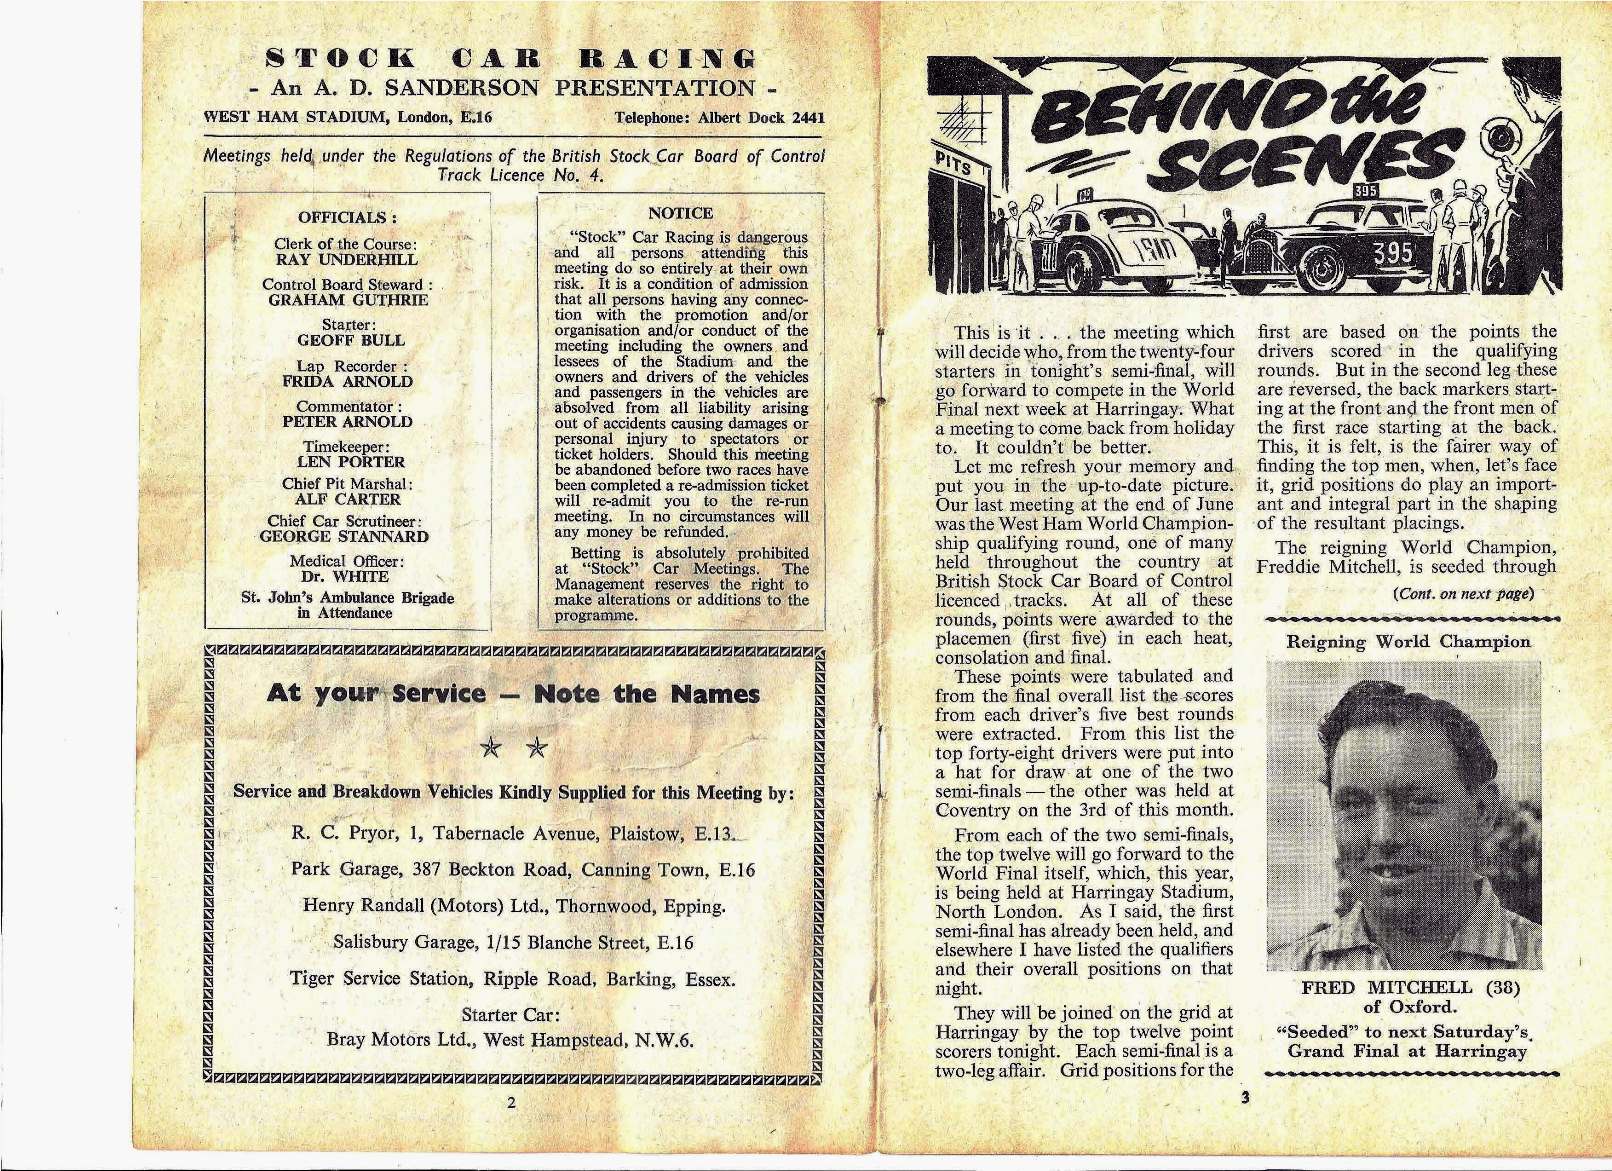 STOCK CAR RACING
- An A. D. SANDERSON PRESENTATION -
WEST HAM STADIUM, London, E.16 Telephone: Albert Dock 2441
Meetings held under the Regulations of the British Stock Car Board of Control
Track Licence No. 4.
OFFICIALS :
Clerk of the Course:
RAY UNDERHILL
Control Board Steward :
GRAHAM GUTHRIE
Starter:
GEOFF BULL
Lap Recorder :
FRIDA ARNOLD
Commentator :
PETER ARNOLD
Timekeeper:
LEN PORTER
Chief Pit Marshal:
ALF CARTER
Chief Car Scrutineer:
GEORGE STANNARD
Medical Officer:
Dr. WHITE
St. John's Ambulance Brigade
in Attendance
NOTICE
"Stock" Car Racing is dangerous
and all persons attending this
meeting do so entirely at their own
risk. It is a condition of admission
that all persons having any connec-
tion with the promotion and/or
organisation and/or conduct of the
meeting including the owners and
lessees of the Stadium and the
owners and drivers of the vehicles
and passengers in the vehicles are
absolved from all liability arising
out of accidents causing damages or
personal injury to spectators or
ticket holders. Should this meeting
be abandoned before two races have
been completed a re-admission ticket
will re-admit you to the re-run
meeting. In no circumstances will
any money be refunded.
Betting is absolutely prohibited
at "Stock" Car Meetings. The
Management reserves the right to
make alterations or additions to the
programme.
At your Service — Note the Names
Service and Breakdown Vehicles Kindly Supplied for this Meeting by:
R. C. Pryor, 1, Tabernacle Avenue, Plaistow, E.13.
Park Garage, 387 Beckton Road, Canning Town, E.16
Henry Randall (Motors) Ltd., Thornwood, Epping.
Salisbury Garage, 1/15 Blanche Street, E.16
Tiger Service Station, Ripple Road, Barking, Essex.
Starter Car:
Bray Motors Ltd., West Hampstead, N.W.6.
2
BEHIND the
SCENES
PITS
395
395
This is it . . . the meeting which
will decide who, from the twenty-four
starters in tonight's semi-final, will
go forward to compete in the World
Final next week at Harringay. What
a meeting to come back from holiday
to. It couldn't be better.
Let me refresh your memory and
put you in the up-to-date picture.
Our last meeting at the end of June
was the West Ham World Champion-
ship qualifying round, one of many
held throughout the country at
British Stock Car Board of Control
licenced tracks. At all of these
rounds, points were awarded to the
placemen (first five) in each heat,
consolation and final.
These points were tabulated and
from the final overall list the scores
from each driver's five best rounds
were extracted. From this list the
top forty-eight drivers were put into
a hat for draw at one of the two
semi-finals — the other was held at
Coventry on the 3rd of this month.
From each of the two semi-finals,
the top twelve will go forward to the
World Final itself, which, this year,
is being held at Harringay Stadium,
North London. As I said, the first
semi-final has already been held, and
elsewhere I have listed the qualifiers
and their overall positions on that
night.
They will be joined on the grid at
Harringay by the top twelve point
scorers tonight. Each semi-final is a
two-leg affair. Grid positions for the
first are based on the points the
drivers scored in the qualifying
rounds. But in the second leg these
are reversed, the back markers start-
ing at the front and the front men of
the first race starting at the back.
This, it is felt, is the fairer way of
finding the top men, when, let's face
it, grid positions do play an import-
ant and integral part in the shaping
of the resultant placings.
The reigning World Champion,
Freddie Mitchell, is seeded through
(Cont. on next page)
Reigning World Champion
FRED MITCHELL (38)
of Oxford.
"Seeded" to next Saturday's
Grand Final at Harringay
3